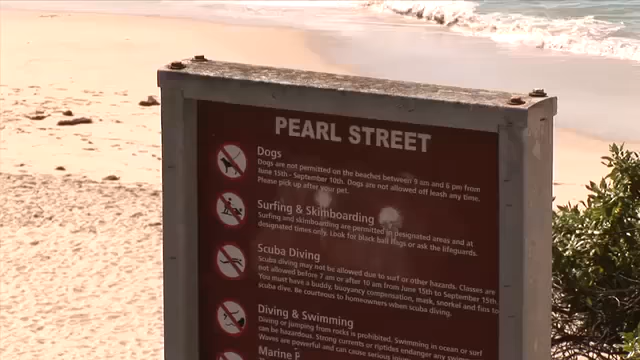 PEARL STREET
Dogs
Dogs are not permitted on the beaches between 9 am and 6 pm from
June 15th - September 10th. Dogs are not allowed off leash any time.
Please pick up after your pet.
Surfing & Skimboarding
Surfing and skimboarding are permitted in designated areas and at
designated times only. Look for black ball flags or ask the lifeguards.
Scuba Diving
Scuba diving may not be allowed due to surf or other hazards. Classes are
not allowed before 7 am or after 10 am from June 15th to September 15th.
You must have a buddy, buoyancy compensation, mask, snorkel and fins to
scuba dive. Be courteous to homeowners when scuba diving.
Diving & Swimming
Diving or jumping from rocks is prohibited. Swimming in ocean or surf
can be hazardous. Strong currents or riptides endanger any
Waves are powerful and can cause serious
Marine